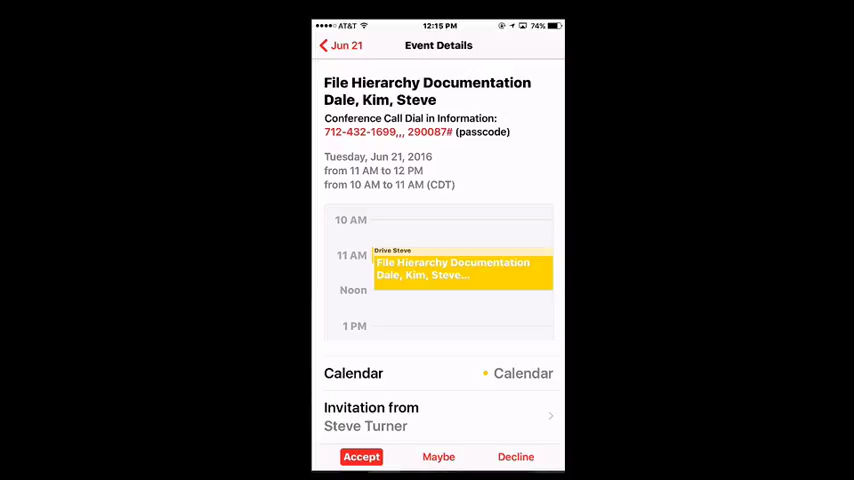 AT&T 12:15 PM 74%
Jun 21 Event Details
File Hierarchy Documentation
Dale, Kim, Steve
Conference Call Dial in Information:
712-432-1699,,, 290087# (passcode)
Tuesday, Jun 21, 2016
from 11 AM to 12 PM
from 10 AM to 11 AM (CDT)
10 AM
Drive Steve
11 AM
File Hierarchy Documentation
Dale, Kim, Steve...
Noon
1 PM
Calendar Calendar
Invitation from
Steve Turner
Accept Maybe Decline